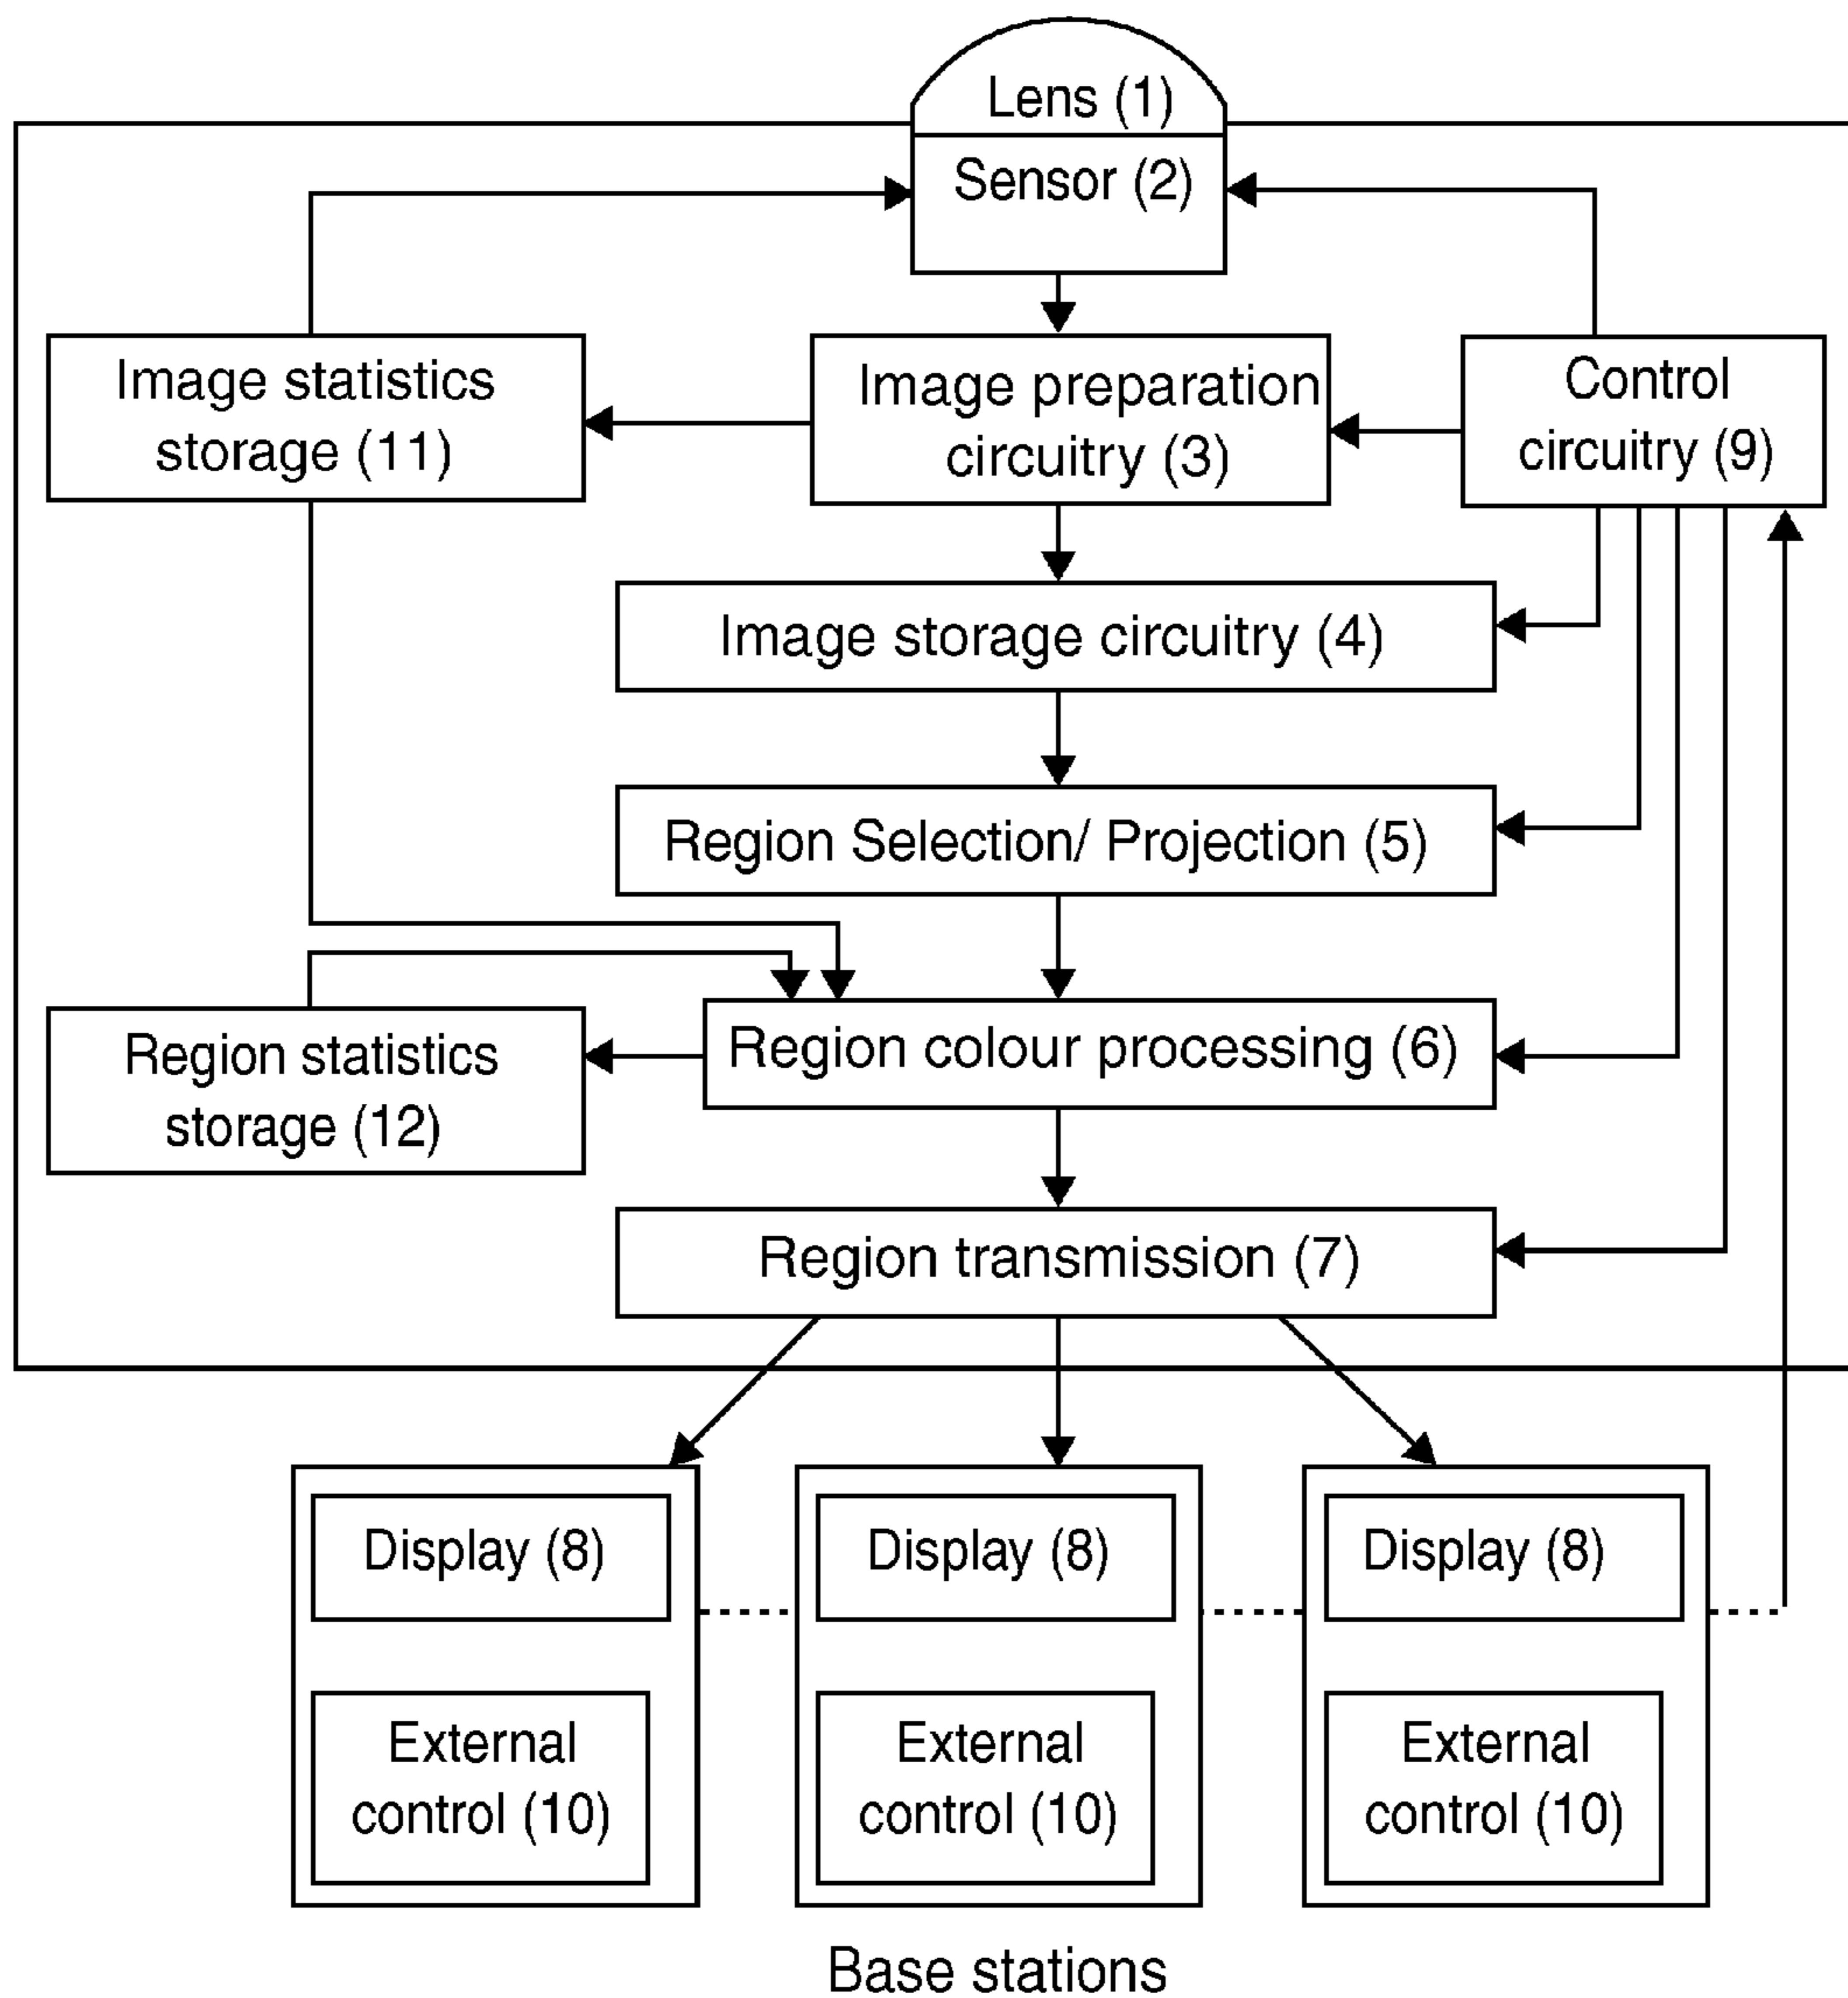 Lens (1)
Sensor (2)
Image statistics
storage (11)
Image preparation
circuitry (3)
Control
circuitry (9)
Image storage circuitry (4)
Region Selection/ Projection (5)
Region statistics
storage (12)
Region colour processing (6)
Region transmission (7)
Display (8)
External
control (10)
Display (8)
External
control (10)
Display (8)
External
control (10)
Base stations